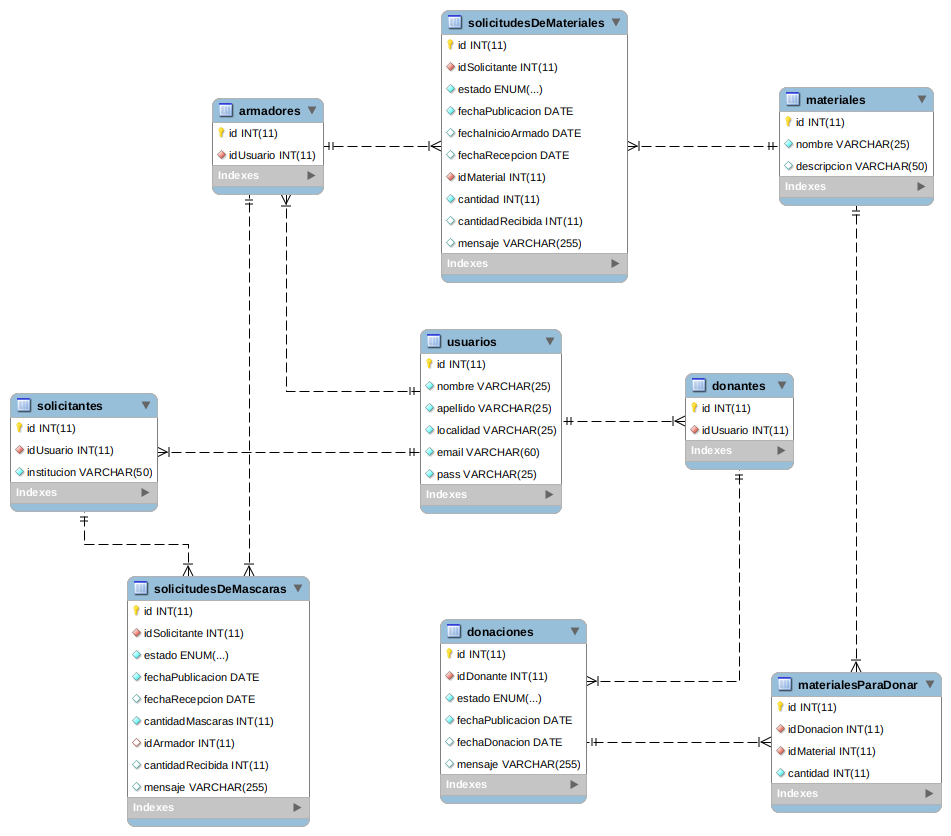 solicitudesDeMateriales
id INT(11)
idSolicitante INT(11)
estado ENUM(...)
fechaPublicacion DATE
fechaInicioArmado DATE
fechaRecepcion DATE
idMaterial INT(11)
cantidad INT(11)
cantidadRecibida INT(11)
mensaje VARCHAR(255)
Indexes
armadores
id INT(11)
idUsuario INT(11)
Indexes
materiales
id INT(11)
nombre VARCHAR(25)
descripcion VARCHAR(50)
Indexes
usuarios
id INT(11)
nombre VARCHAR(25)
apellido VARCHAR(25)
localidad VARCHAR(25)
email VARCHAR(60)
pass VARCHAR(25)
Indexes
donantes
id INT(11)
idUsuario INT(11)
Indexes
solicitantes
id INT(11)
idUsuario INT(11)
institucion VARCHAR(50)
Indexes
solicitudesDeMascaras
id INT(11)
idSolicitante INT(11)
estado ENUM(...)
fechaPublicacion DATE
fechaRecepcion DATE
cantidadMascaras INT(11)
idArmador INT(11)
cantidadRecibida INT(11)
mensaje VARCHAR(255)
Indexes
donaciones
id INT(11)
idDonante INT(11)
estado ENUM(...)
fechaPublicacion DATE
fechaDonacion DATE
mensaje VARCHAR(255)
Indexes
materialesParaDonar
id INT(11)
idDonacion INT(11)
idMaterial INT(11)
cantidad INT(11)
Indexes